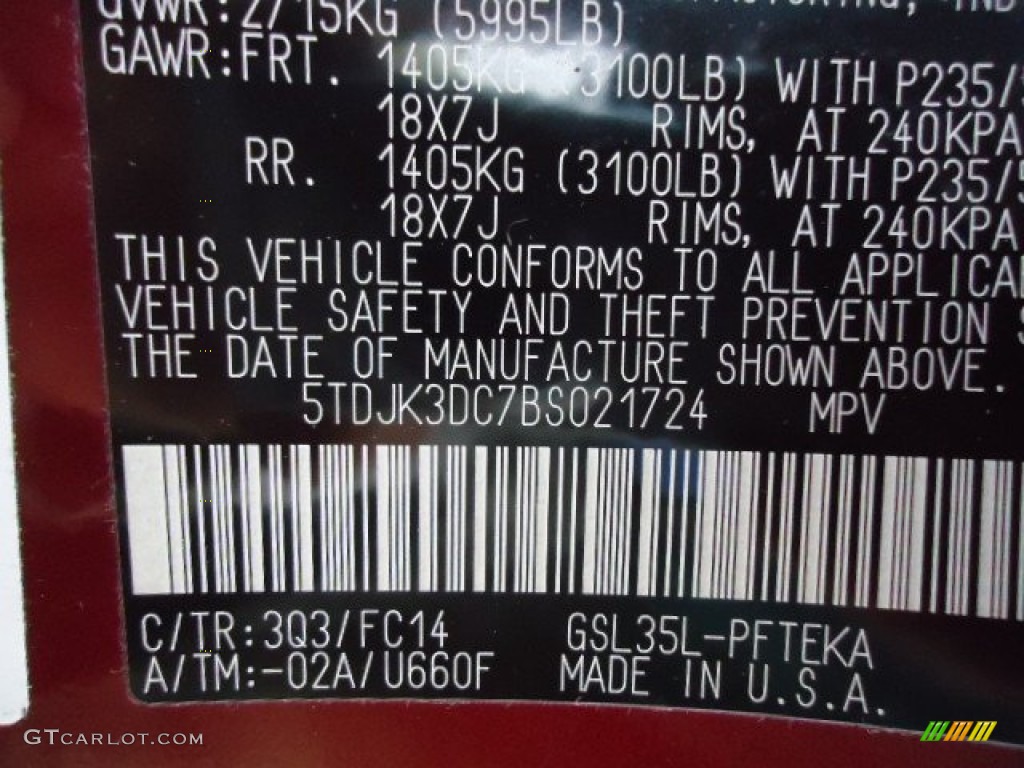 GVWR:2715KG (5995LB)
GAWR:FRT. 1405KG (3100LB) WITH P235/
18X7J RIMS, AT 240KPA
RR. 1405KG (3100LB) WITH P235/5
18X7J RIMS, AT 240KPA
THIS VEHICLE CONFORMS TO ALL APPLICA
VEHICLE SAFETY AND THEFT PREVENTION S
THE DATE OF MANUFACTURE SHOWN ABOVE.
5TDJK3DC7BS021724 MPV
C/TR:3Q3/FC14 GSL35L-PFTEKA
A/TM:-02A/U660F MADE IN U.S.A.
GTCARLOT.COM